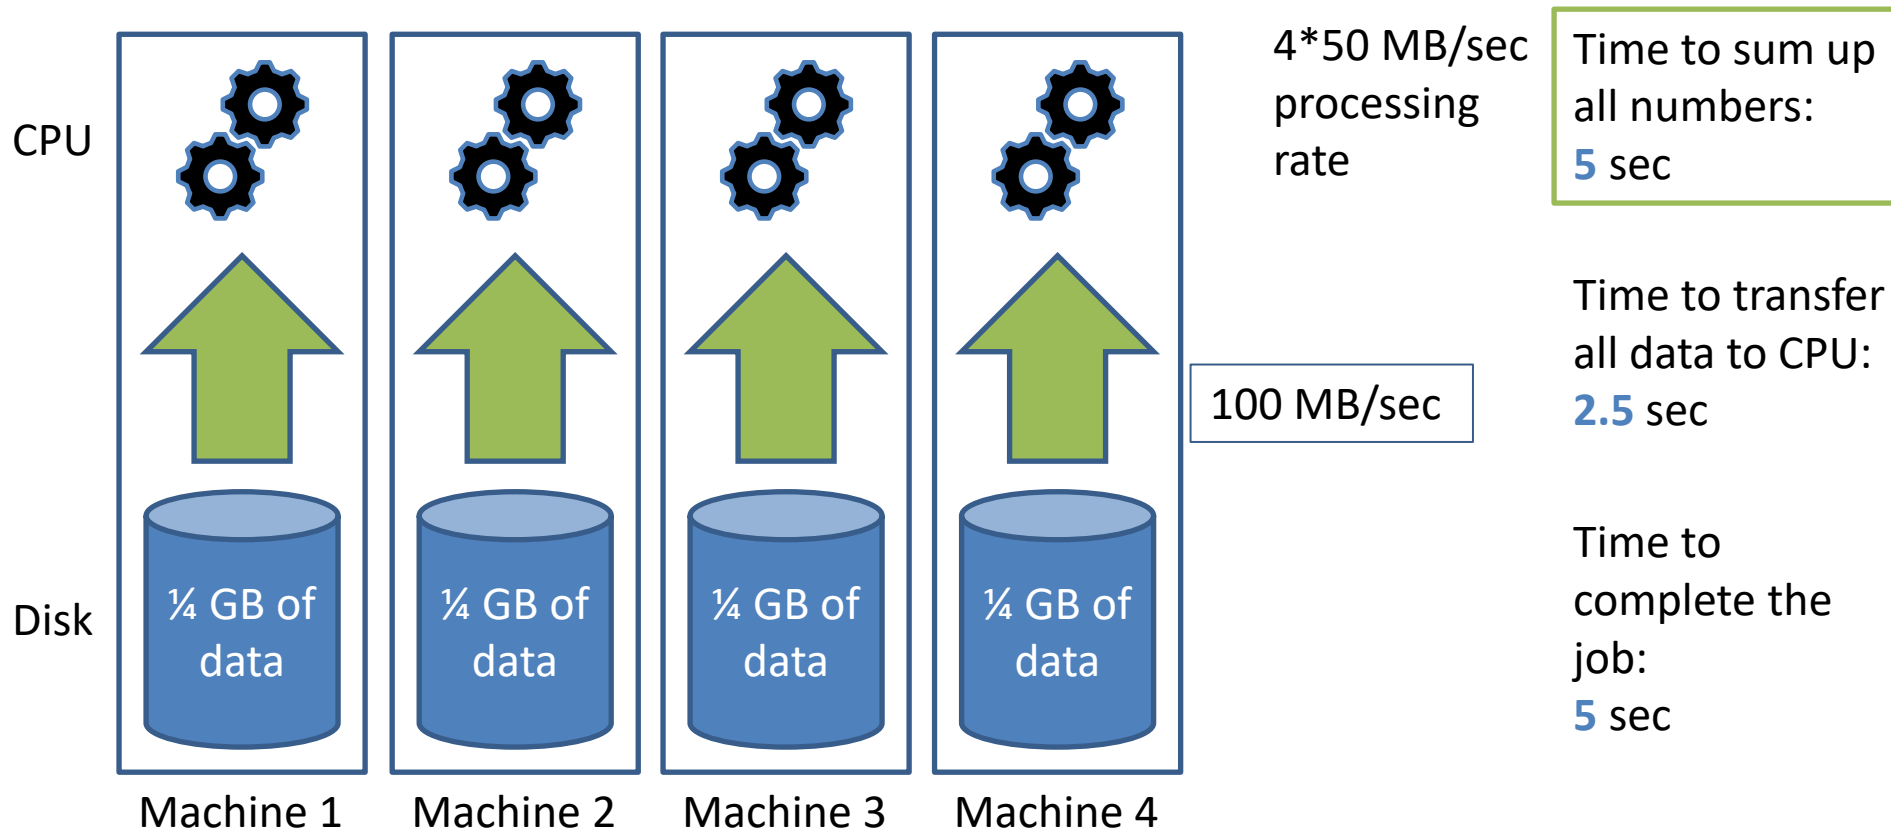 CPU
4*50 MB/sec
processing
rate
Time to sum up
all numbers:
5 sec
100 MB/sec
Time to transfer
all data to CPU:
2.5 sec
Disk
¼ GB of
data
¼ GB of
data
¼ GB of
data
¼ GB of
data
Time to
complete the
job:
5 sec
Machine 1
Machine 2
Machine 3
Machine 4